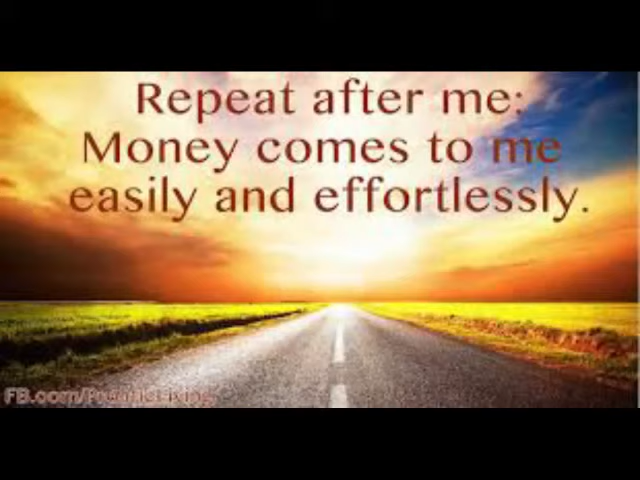 Repeat after me:
Money comes to me
easily and effortlessly.